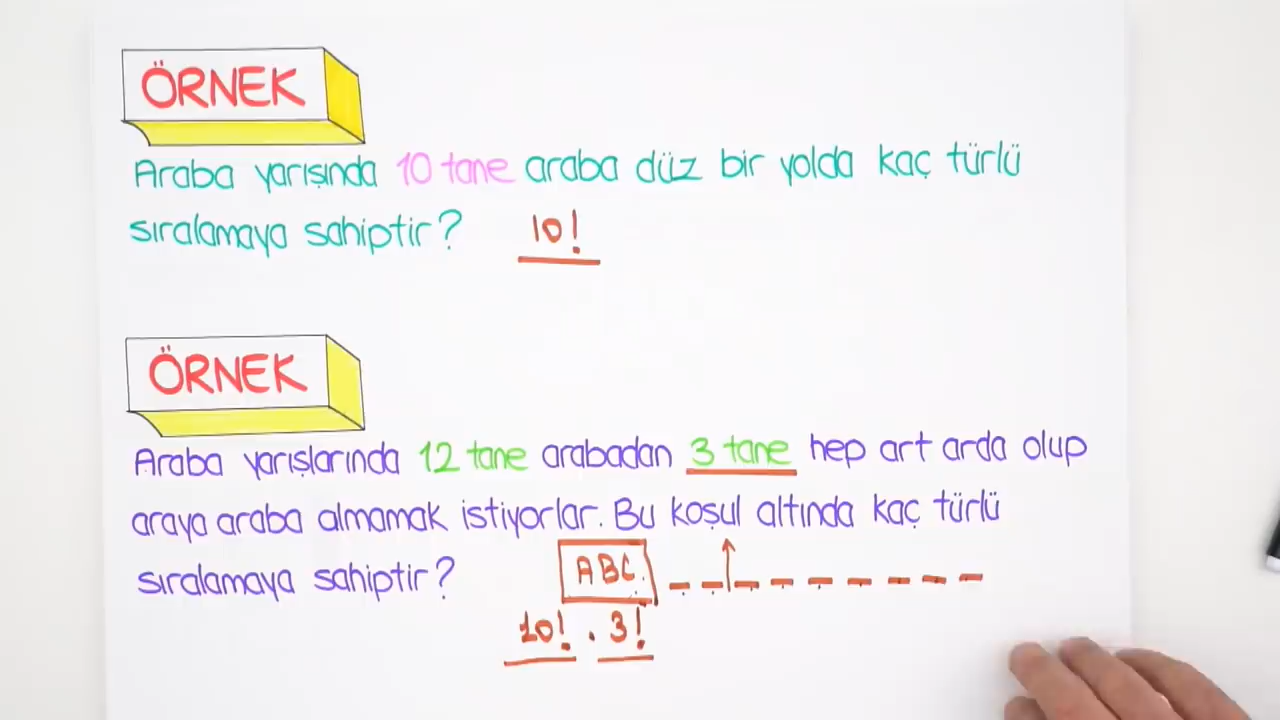 ÖRNEK
Araba yarışında 10 tane araba düz bir yolda kaç türlü
sıralamaya sahiptir? 10!
ÖRNEK
Araba yarışlarında 12 tane arabadan 3 tane hep art arda olup
araya araba almamak istiyorlar. Bu koşul altında kaç türlü
sıralamaya sahiptir? ABC
10! . 3!